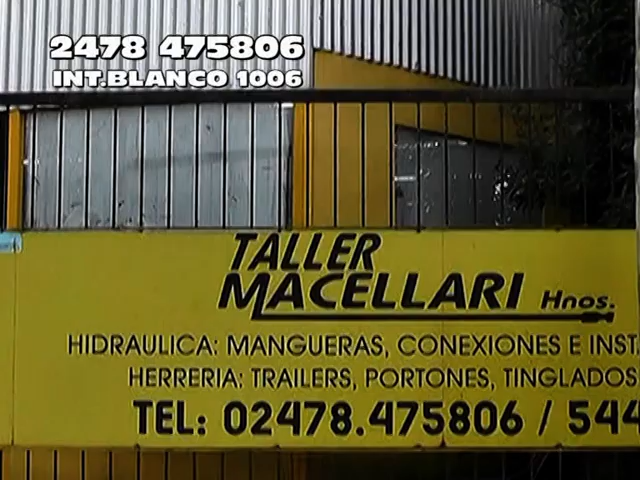 2478 475806
INT.BLANCO 1006
TALLER
MACELLARI Hnos.
HIDRAULICA: MANGUERAS, CONEXIONES E INST.
HERRERIA: TRAILERS, PORTONES, TINGLADOS
TEL: 02478.475806 / 544